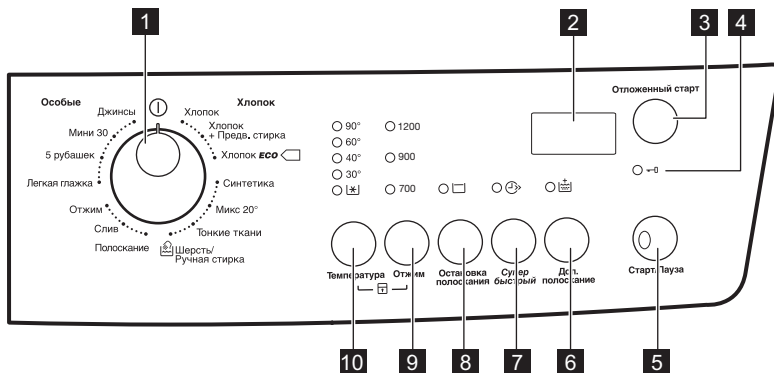 1
2
3
4
Особые
Хлопок
Отложенный старт
Джинсы
Хлопок
Мини 30
Хлопок
+ Предв. стирка
5 рубашек
Хлопок ECO
Легкая глажка
Синтетика
Отжим
Микс 20°
Слив
Тонкие ткани
Полоскание
Шерсть/
Ручная стирка
90°
1200
60°
40°
900
30°
700
Температура
Отжим
Остановка
полоскания
Супер
быстрый
Доп.
полоскание
Старт/Пауза
10
9
8
7
6
5